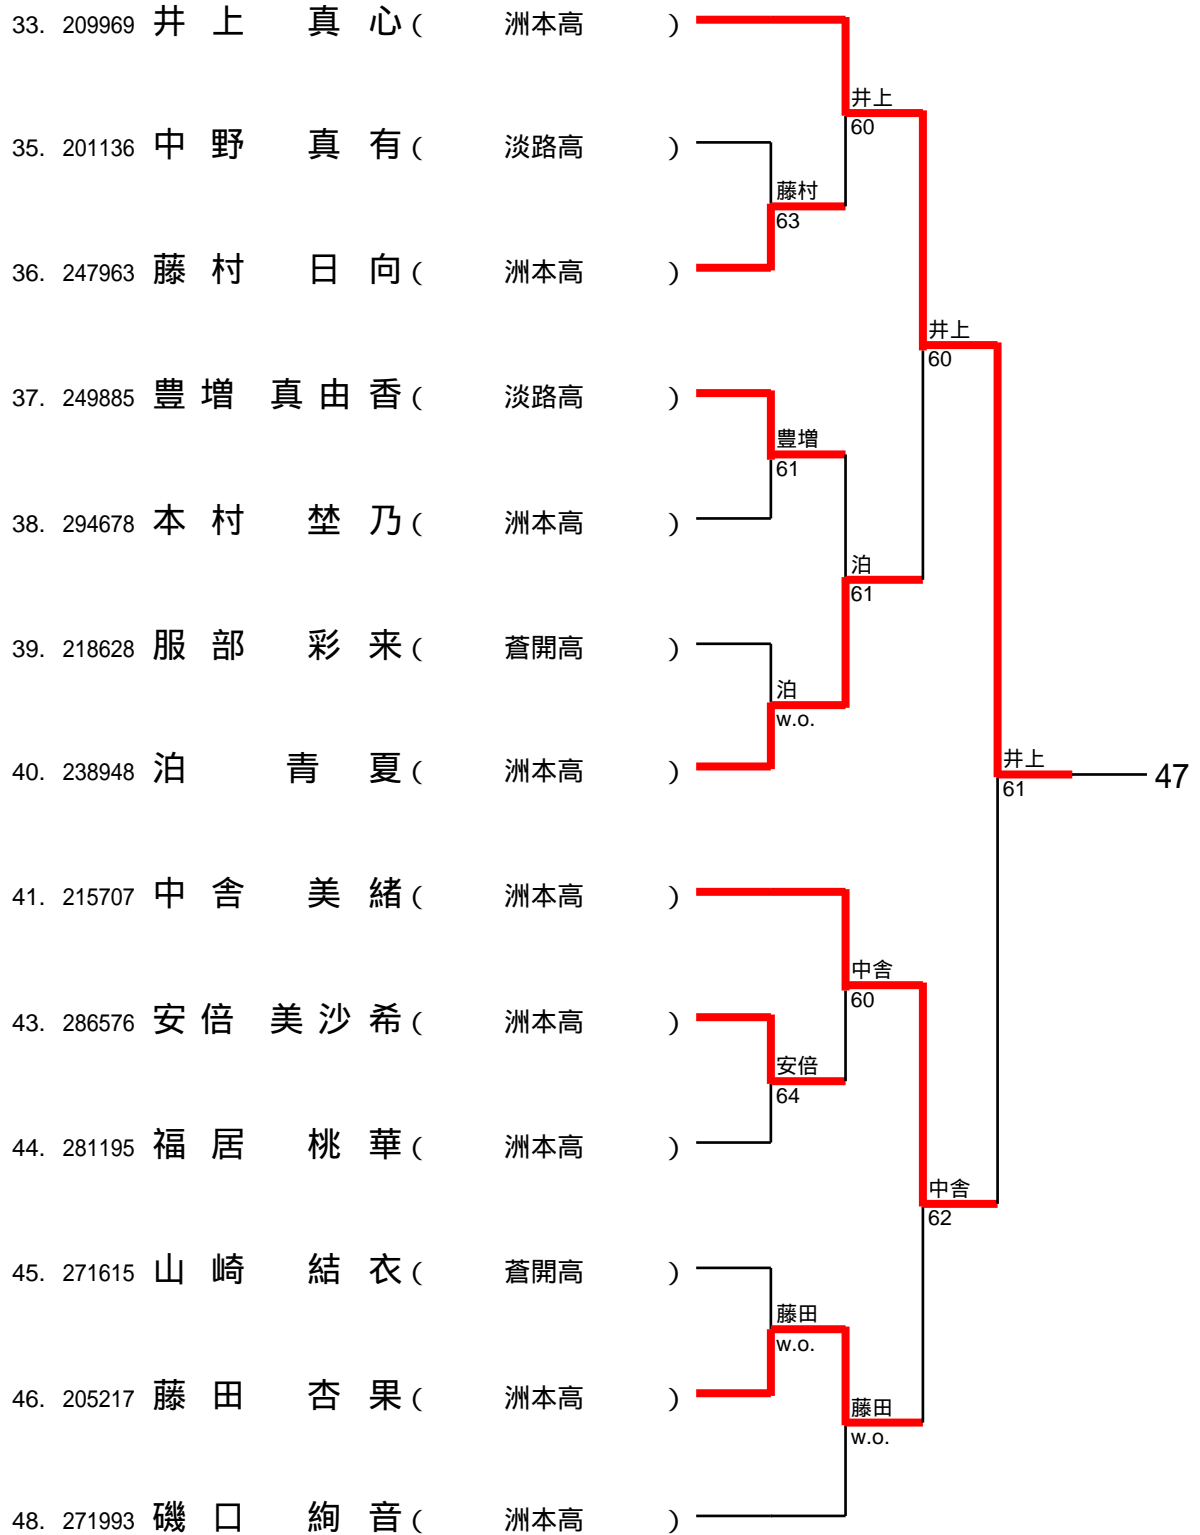 33. 209969 井上 真心 ( 洲本高 )
井上
60
35. 201136 中野 真有 ( 淡路高 )
藤村
63
36. 247963 藤村 日向 ( 洲本高 )
井上
60
37. 249885 豊増 真由香 ( 淡路高 )
豊増
61
38. 294678 本村 埜乃 ( 洲本高 )
泊
61
39. 218628 服部 彩来 ( 蒼開高 )
泊
w.o.
40. 238948 泊 青夏 ( 洲本高 )
井上
61
47
41. 215707 中舎 美緒 ( 洲本高 )
中舎
60
43. 286576 安倍 美沙希 ( 洲本高 )
安倍
64
44. 281195 福居 桃華 ( 洲本高 )
中舎
62
45. 271615 山崎 結衣 ( 蒼開高 )
藤田
w.o.
46. 205217 藤田 杏果 ( 洲本高 )
藤田
w.o.
48. 271993 磯口 絢音 ( 洲本高 )